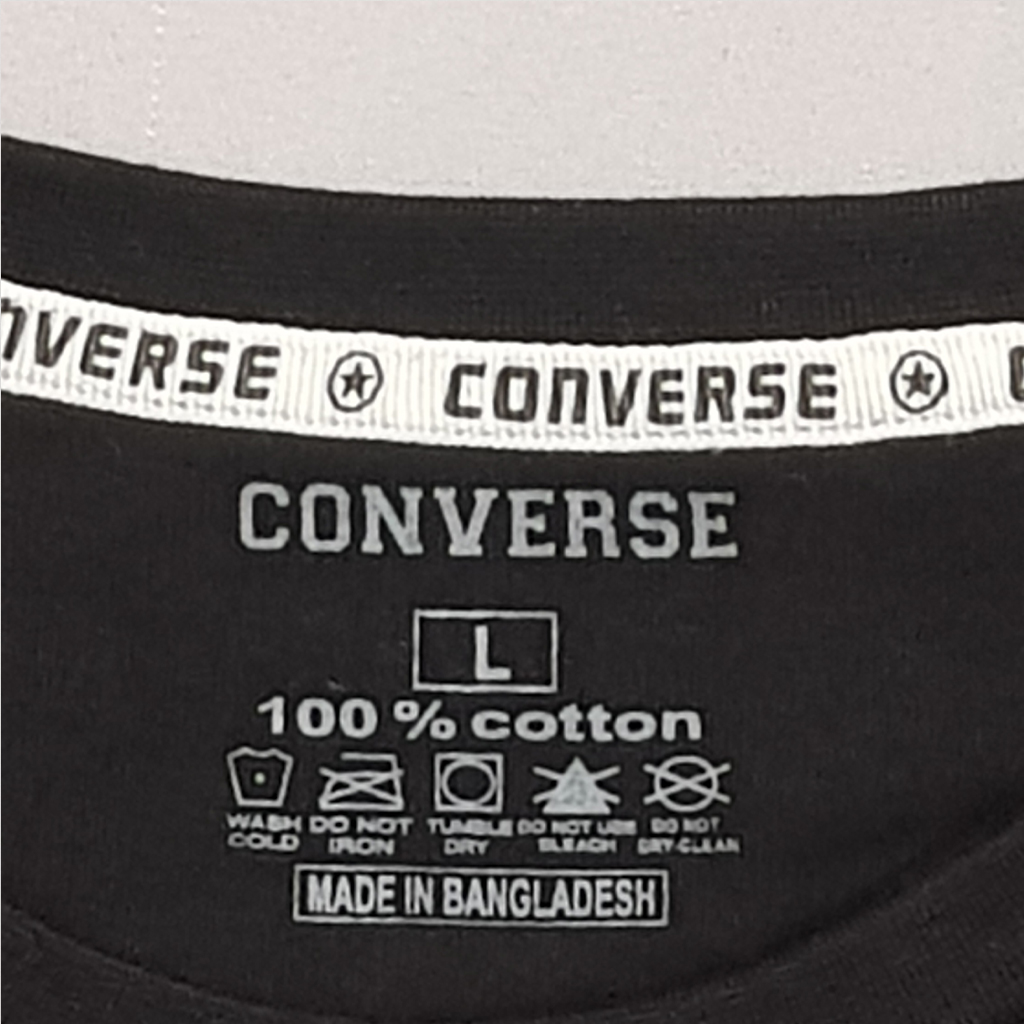 NVERSE CONVERSE C
CONVERSE
L
100 % cotton
WASH COLD
DO NOT IRON
TUMBLE DRY
DO NOT USE BLEACH
DO NOT DRY-CLEAN
MADE IN BANGLADESH